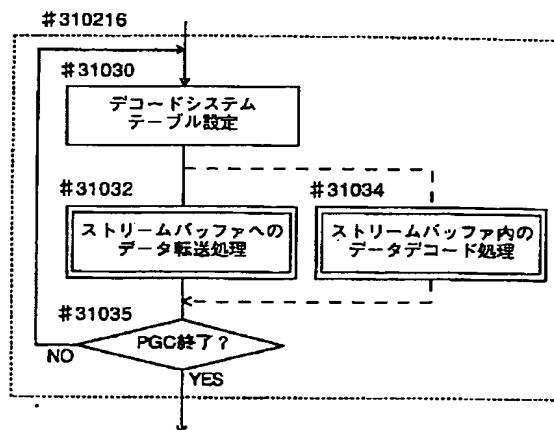 #310216
#31030
デコードシステム
テーブル設定
#31032
ストリームバッファへの
データ転送処理
#31034
ストリームバッファ内の
データデコード処理
#31035
PGC終了?
NO
YES